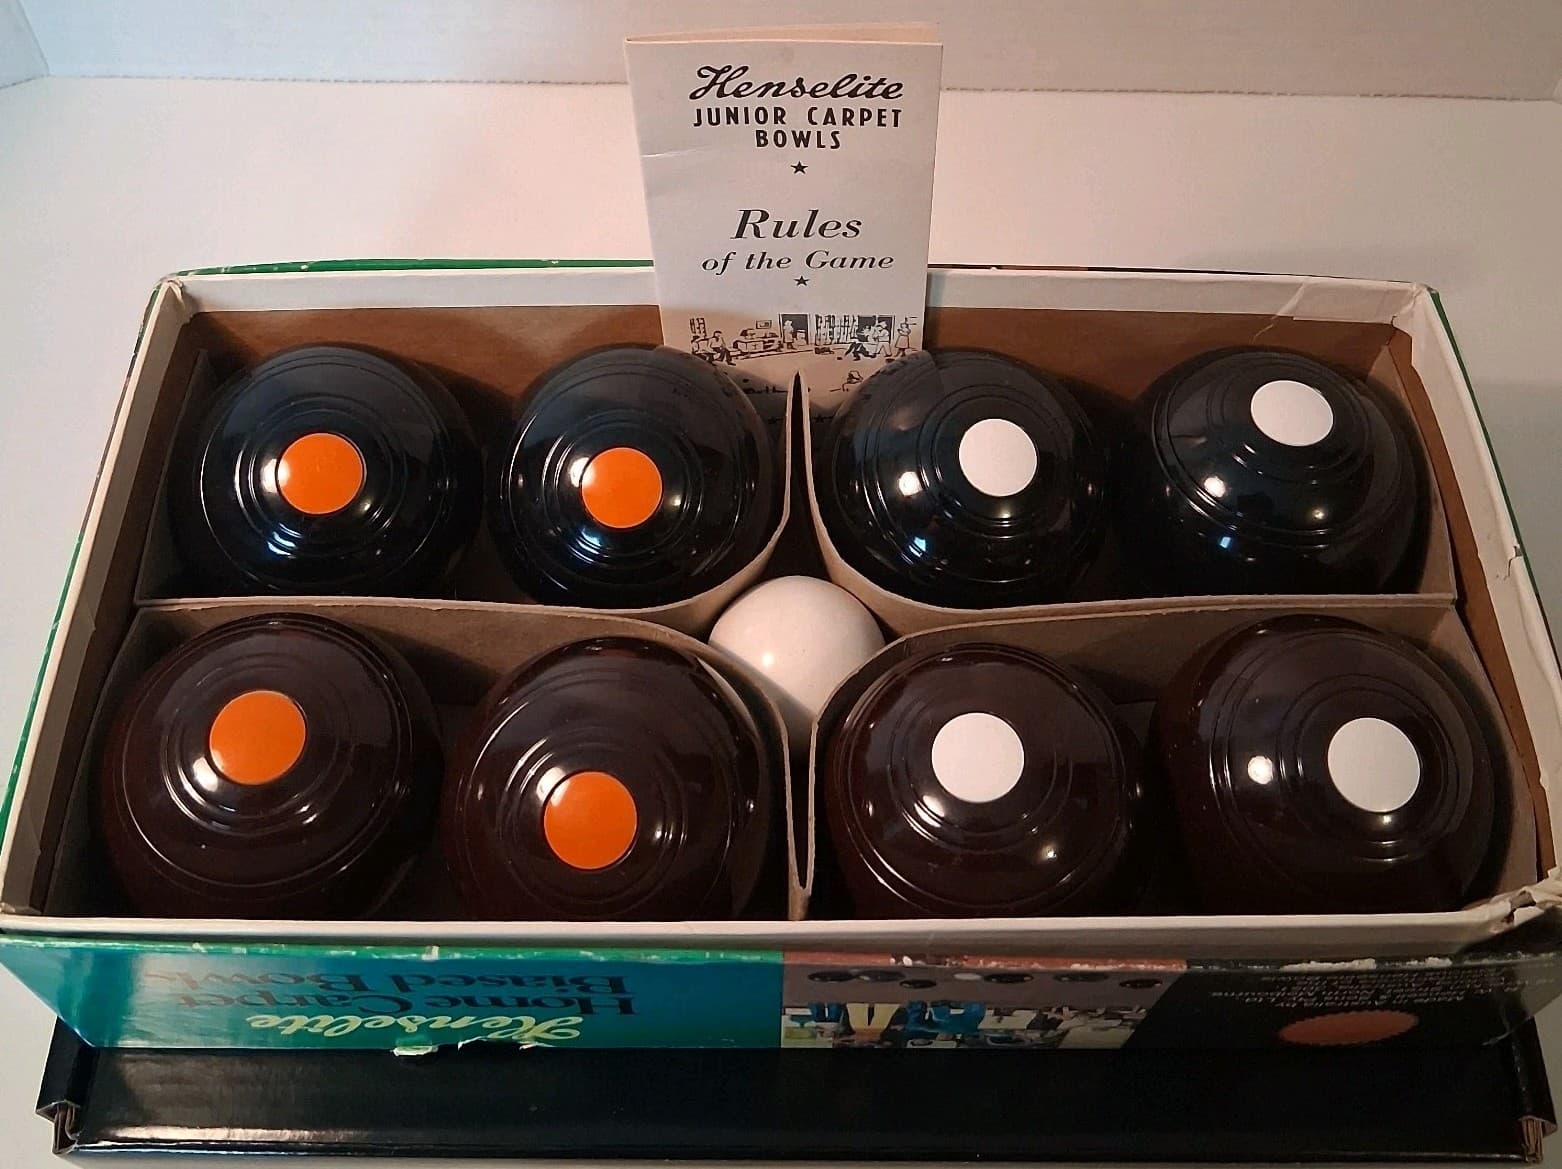 Henselite
JUNIOR CARPET
BOWLS
Rules
of the Game
Henselite
Home Carpet
Biased Bowls